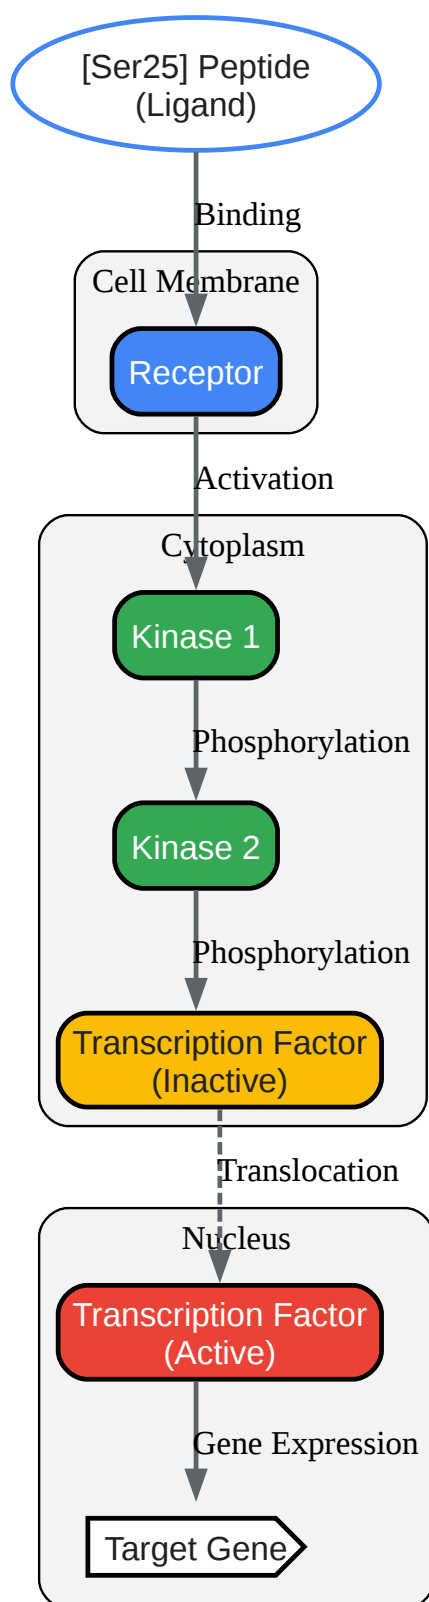 [Ser25] Peptide
(Ligand)
Binding
Cell Membrane
Receptor
Activation
Cytoplasm
Kinase 1
Phosphorylation
Kinase 2
Phosphorylation
Transcription Factor
(Inactive)
Translocation
Nucleus
Transcription Factor
(Active)
Gene Expression
Target Gene